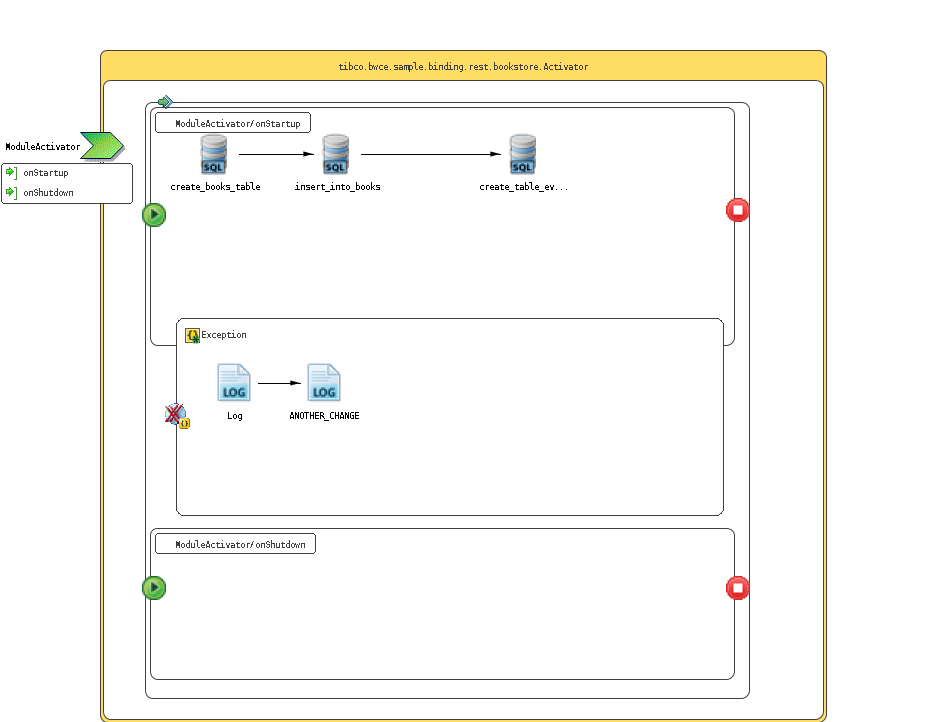 tibco.bwce.sample.binding.rest.bookstore.Activator
ModuleActivator
onStartup
onShutdown
ModuleActivator/onStartup
SQL
SQL
SQL
create_books_table
insert_into_books
create_table_ev...
Exception
LOG
LOG
Log
ANOTHER_CHANGE
ModuleActivator/onShutdown